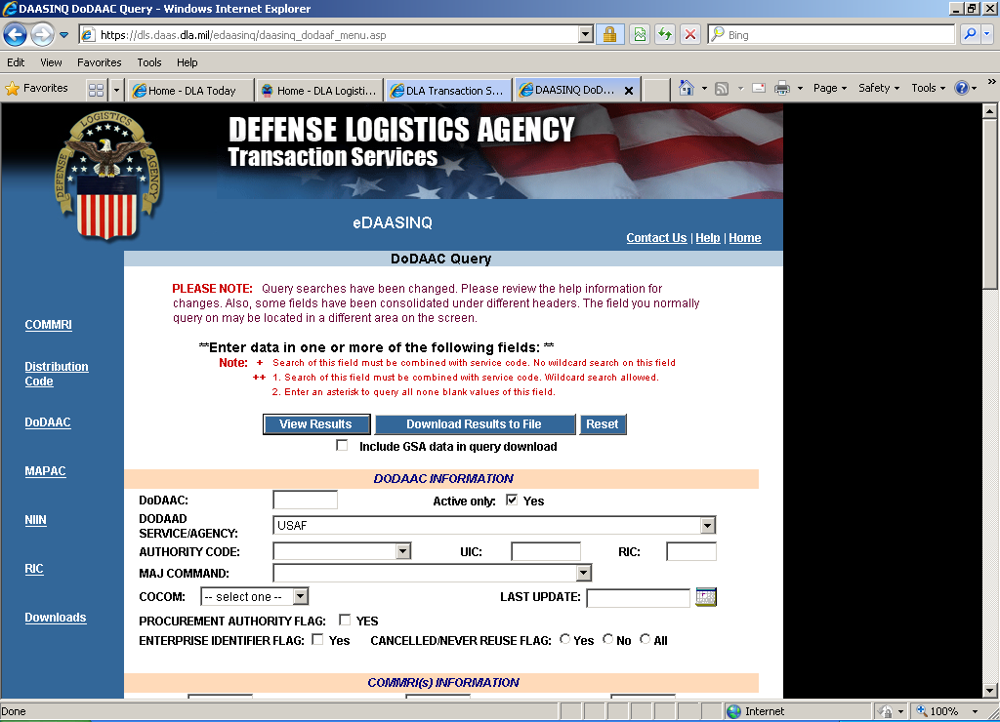 DAASINQ DoDAAC Query - Windows Internet Explorer
https://dls.daas.dla.mil/edaasinq/daasinq_dodaaf_menu.asp
Bing
Edit View Favorites Tools Help
Favorites
Home - DLA Today
Home - DLA Logisti...
DLA Transaction S...
DAASINQ DoD...
Page
Safety
Tools
»
DEFENSE LOGISTICS AGENCY
DEFENSE LOGISTICS AGENCY
Transaction Services
eDAASINQ
Contact Us | Help | Home
DoDAAC Query
PLEASE NOTE: Query searches have been changed. Please review the help information for
changes. Also, some fields have been consolidated under different headers. The field you normally
query on may be located in a different area on the screen.
COMMRI
Distribution
Code
DoDAAC
MAPAC
NIIN
RIC
Downloads
**Enter data in one or more of the following fields: **
Note: + Search of this field must be combined with service code. No wildcard search on this field
++ 1. Search of this field must be combined with service code. Wildcard search allowed.
2. Enter an asterisk to query all none blank values of this field.
View Results Download Results to File Reset
Include GSA data in query download
DODAAC INFORMATION
DoDAAC: Active only: Yes
DODAAD
SERVICE/AGENCY: USAF
AUTHORITY CODE: UIC: RIC:
MAJ COMMAND:
COCOM: -- select one -- LAST UPDATE:
PROCUREMENT AUTHORITY FLAG: YES
ENTERPRISE IDENTIFIER FLAG: Yes CANCELLED/NEVER REUSE FLAG: Yes No All
COMMRI(s) INFORMATION
Done Internet 100%